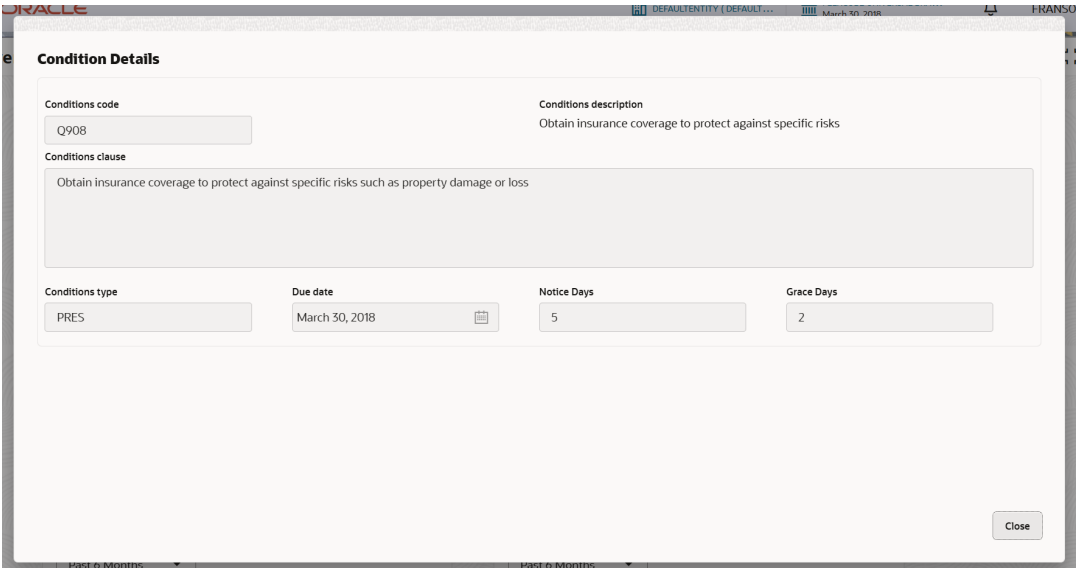 ORACLE
DEFAULTENTITY ( DEFAULT...
March 30, 2018
FRANSO
e
Condition Details
Conditions code
Conditions description
Q908
Obtain insurance coverage to protect against specific risks
Conditions clause
Obtain insurance coverage to protect against specific risks such as property damage or loss
Conditions type
Due date
Notice Days
Grace Days
PRES
March 30, 2018
5
2
Close
Past 6 Months
Past 6 Months